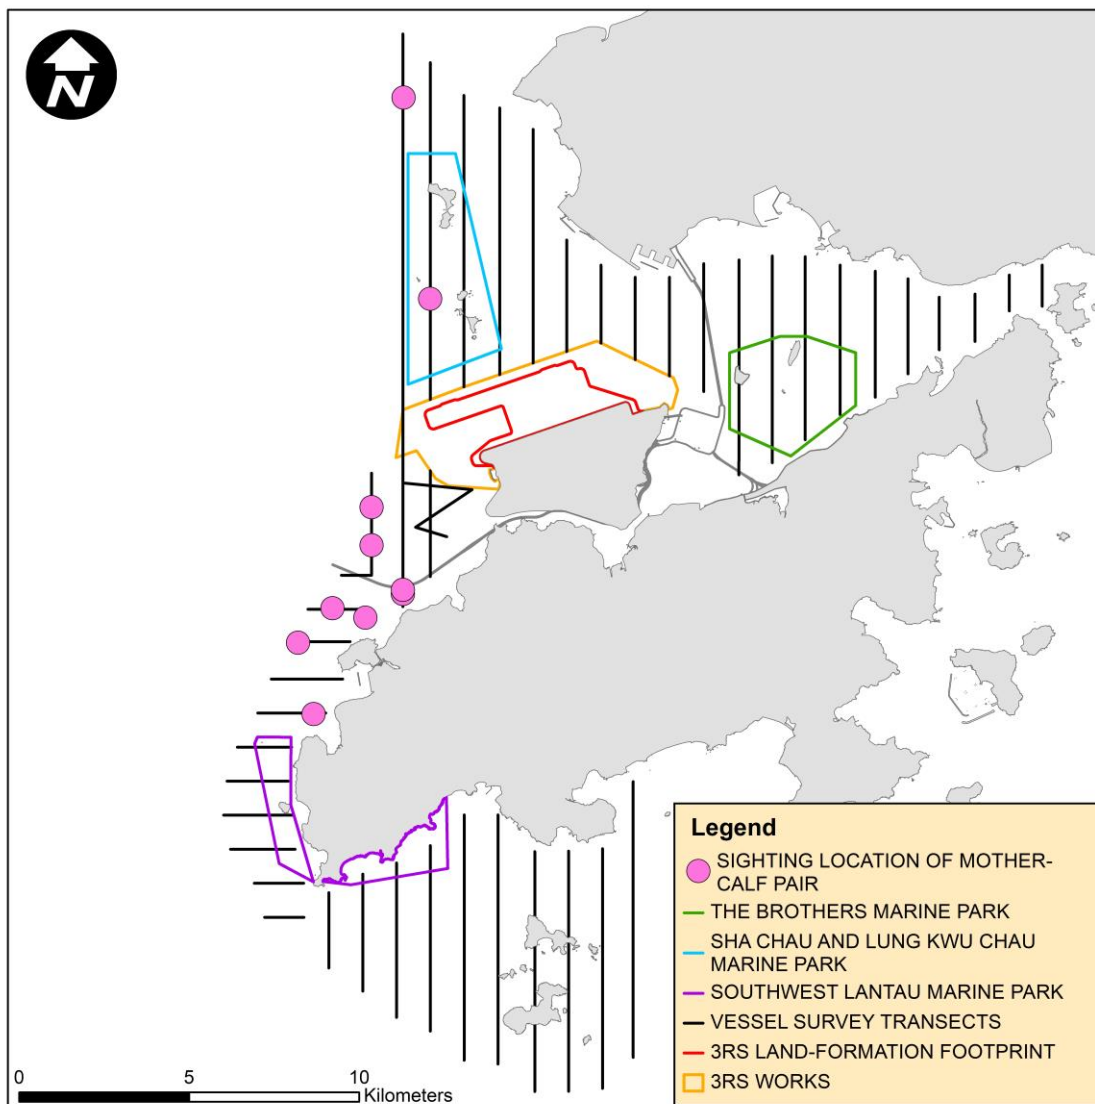 N
Legend
SIGHTING LOCATION OF MOTHER-
CALF PAIR
THE BROTHERS MARINE PARK
SHA CHAU AND LUNG KWU CHAU
MARINE PARK
SOUTHWEST LANTAU MARINE PARK
VESSEL SURVEY TRANSECTS
3RS LAND-FORMATION FOOTPRINT
3RS WORKS
0 5 10
Kilometers